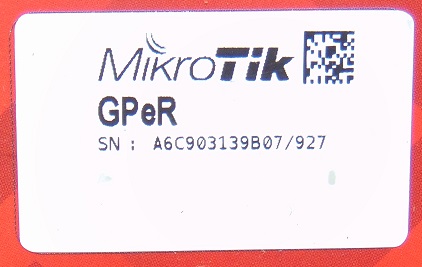 MikroTik
GPeR
SN : A6C903139B07/927